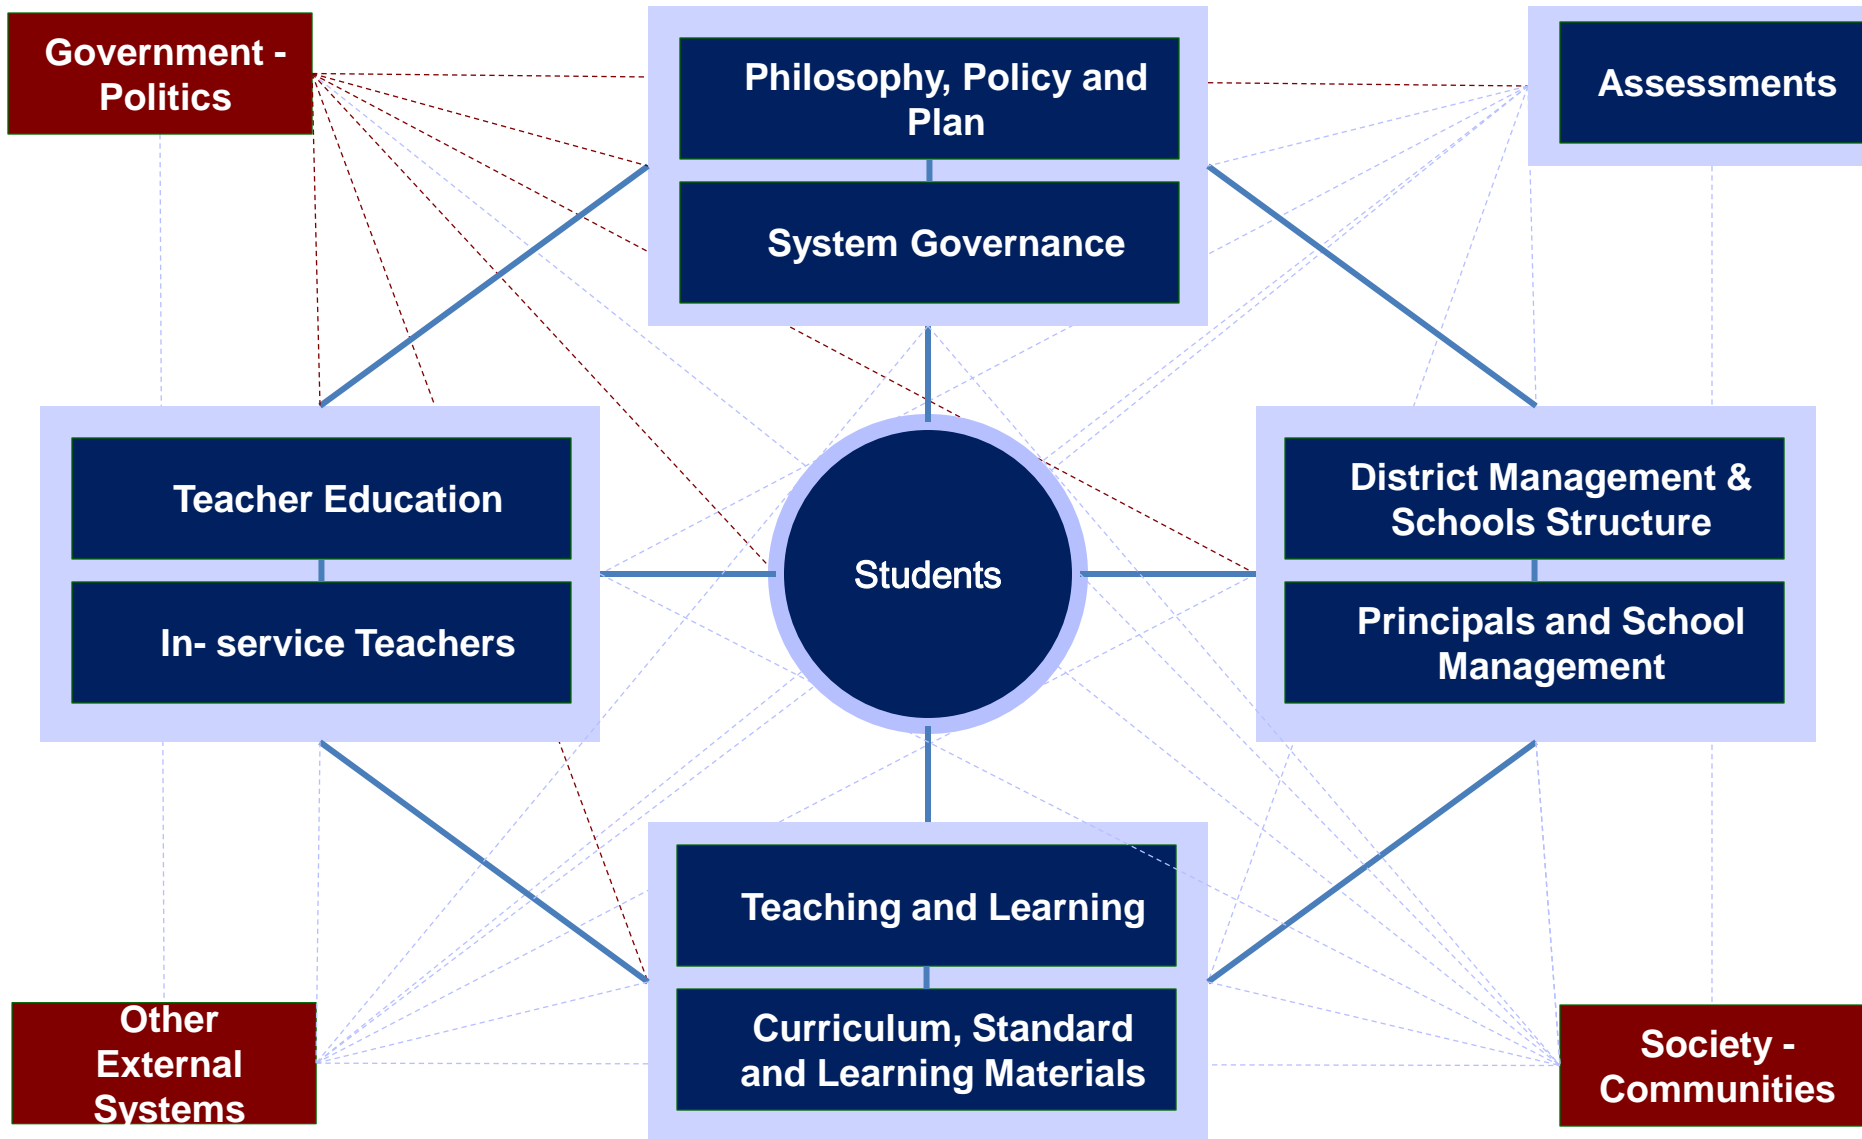 Government -
Politics
Philosophy, Policy and
Plan
Assessments
System Governance
Teacher Education
Students
District Management &
Schools Structure
In- service Teachers
Principals and School
Management
Teaching and Learning
Other
External
Systems
Curriculum, Standard
and Learning Materials
Society -
Communities